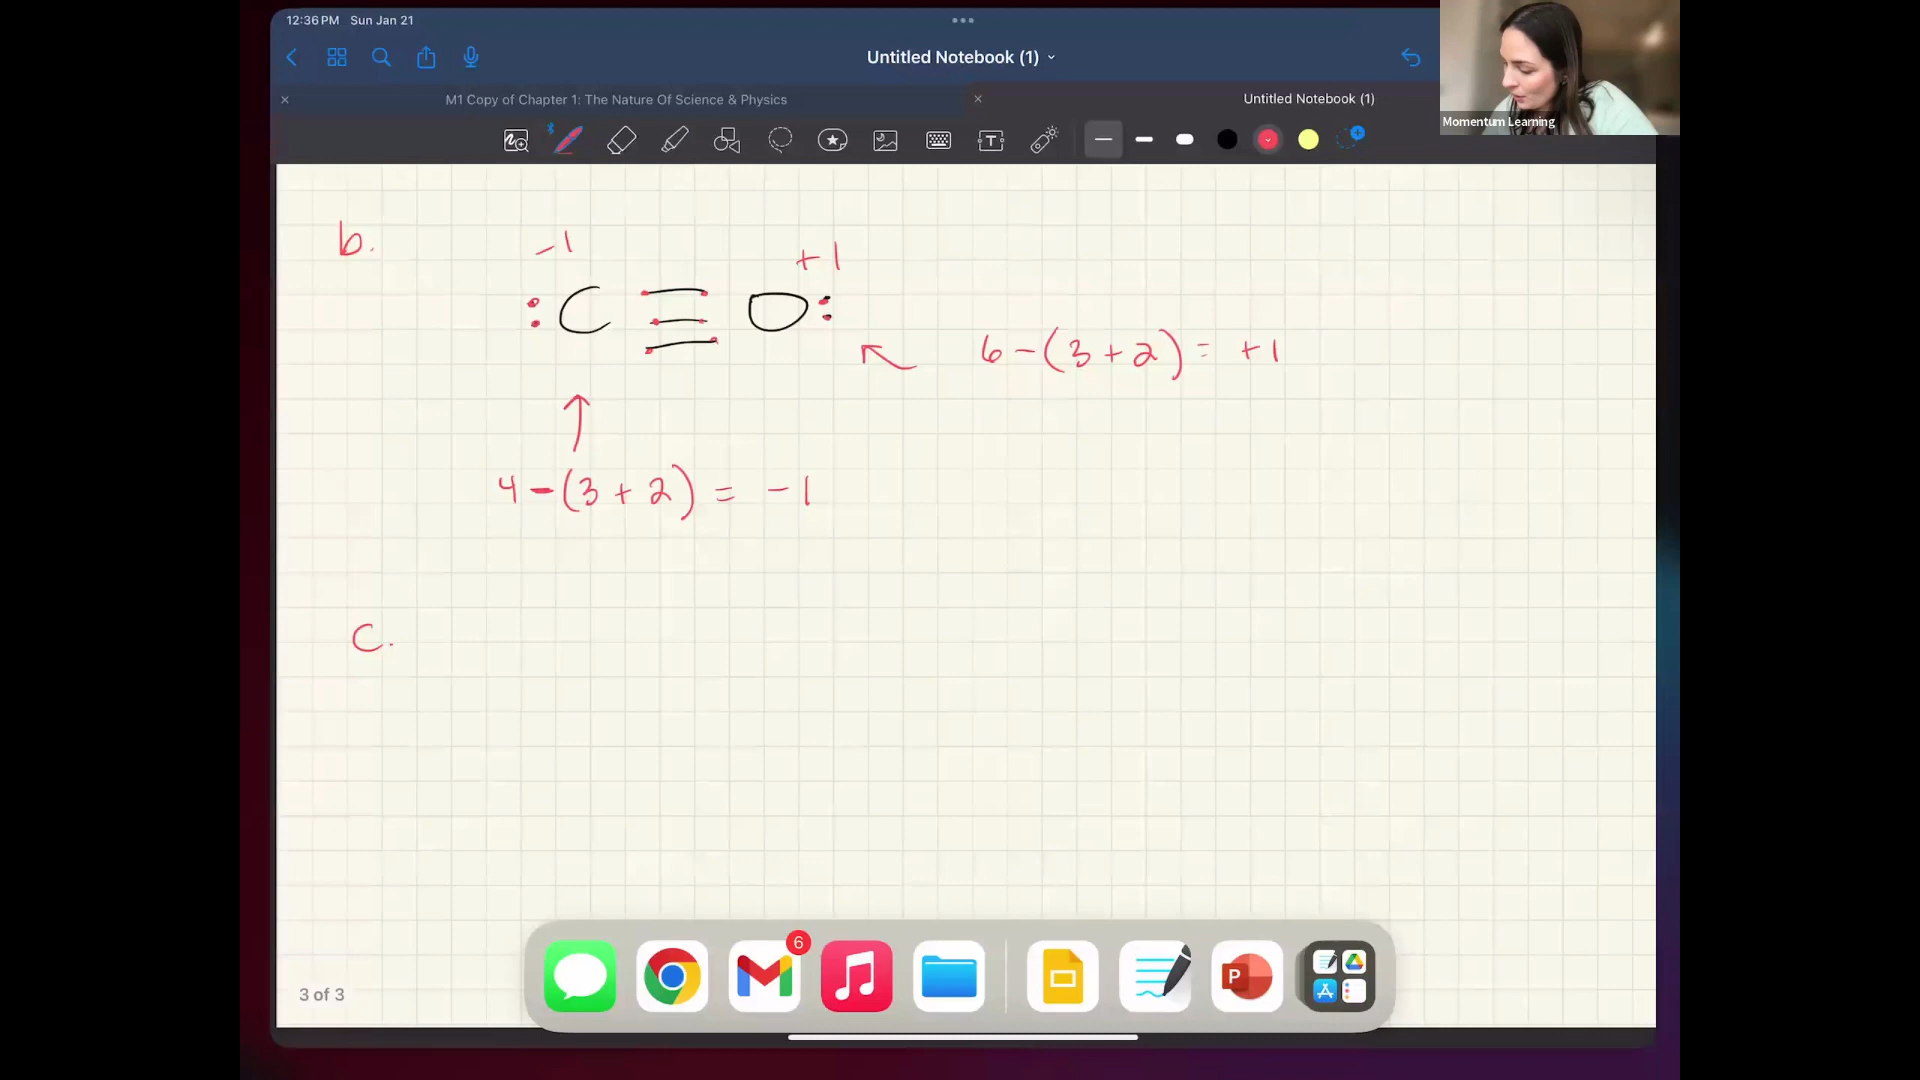 12:36 PM Sun Jan 21
Untitled Notebook (1)
M1 Copy of Chapter 1: The Nature Of Science & Physics
Untitled Notebook (1)
Momentum Learning
T
b.
-1
+1
:C≡O:
6-(3+2) = +1
4-(3+2) = -1
C.
6
P
3 of 3